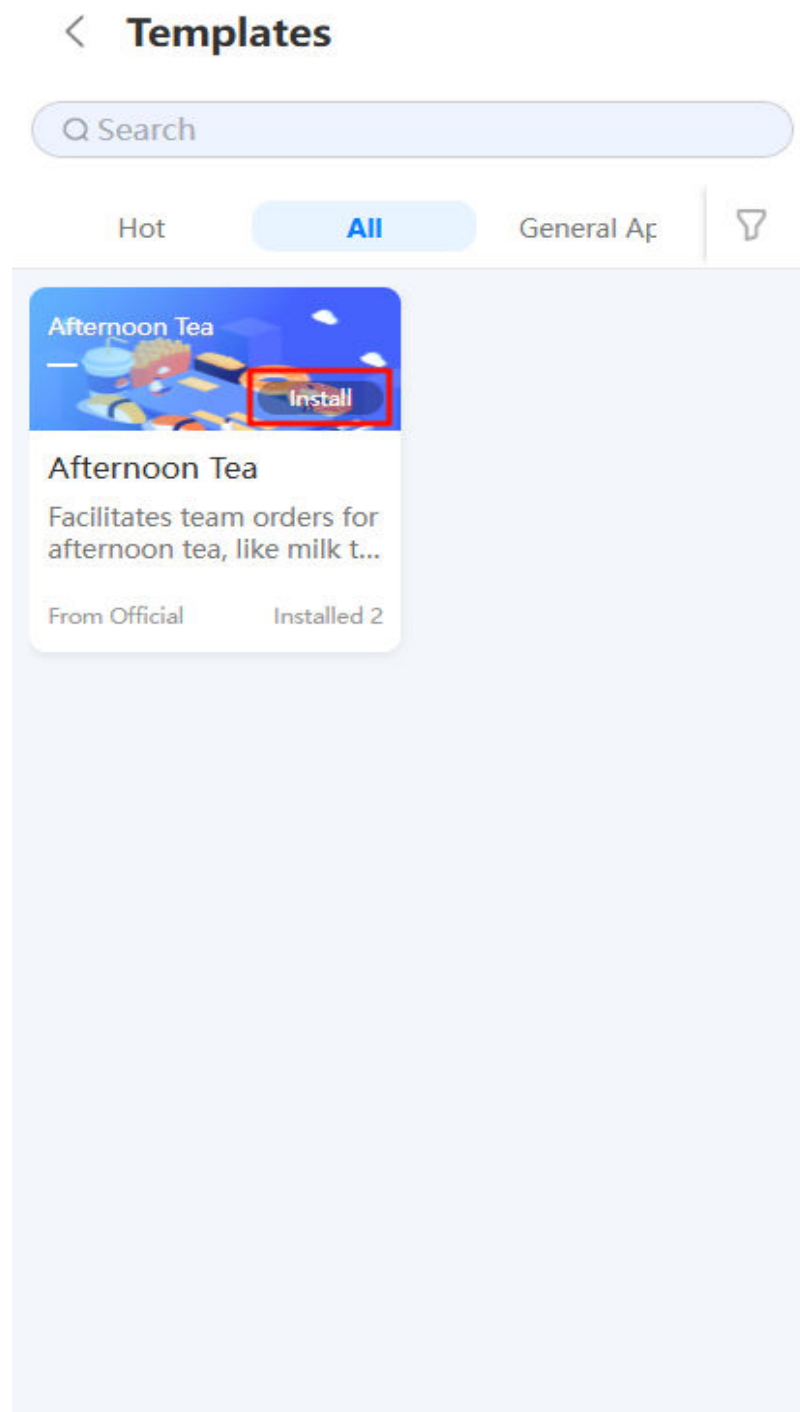 Templates
Search
Hot
All
General Ap
Afternoon Tea
Install
Afternoon Tea
Facilitates team orders for
afternoon tea, like milk t...
From Official
Installed 2